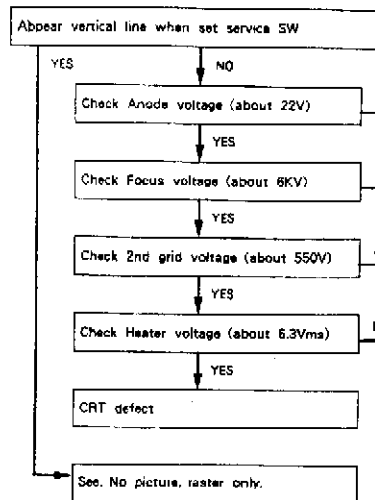 Appear vertical line when set service SW
YES
NO
Check Anode voltage (about 22V)
YES
Check Focus voltage (about 6KV)
YES
Check 2nd grid voltage (about 550V)
YES
Check Heater voltage (about 6.3Vms)
YES
CRT defect
See, No picture, raster only.